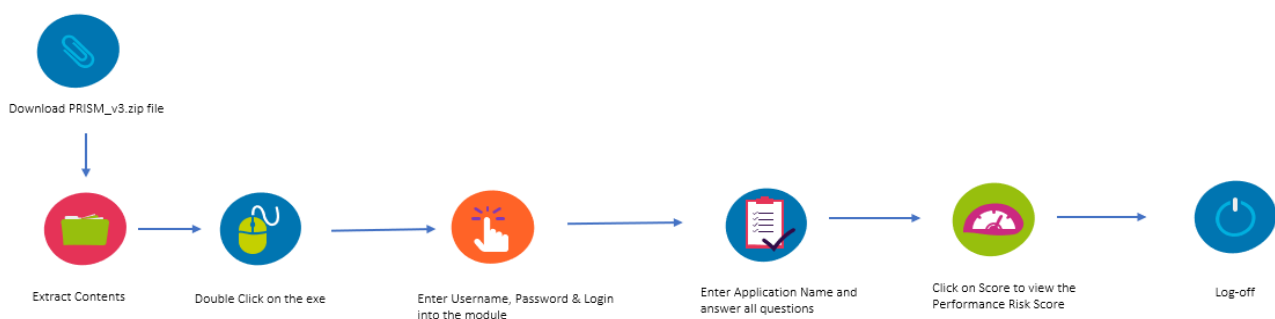 Download PRISM_v3.zip file
Extract Contents
Double Click on the exe
Enter Username, Password & Login
into the module
Enter Application Name and
answer all questions
Click on Score to view the
Performance Risk Score
Log-off